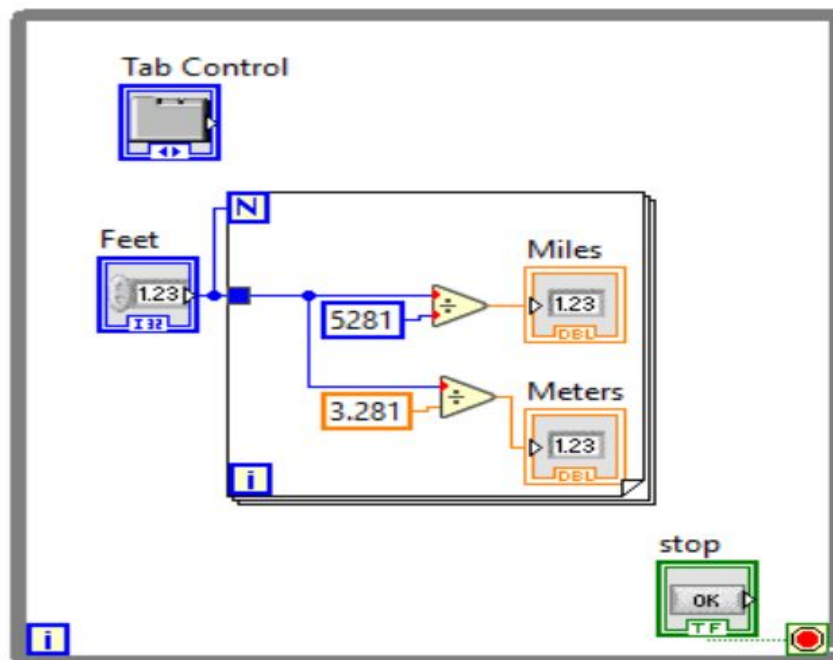 Tab Control
N
Feet
1.23
I32
5281
3.281
Miles
1.23
DBL
Meters
1.23
DBL
i
stop
OK
TF
i